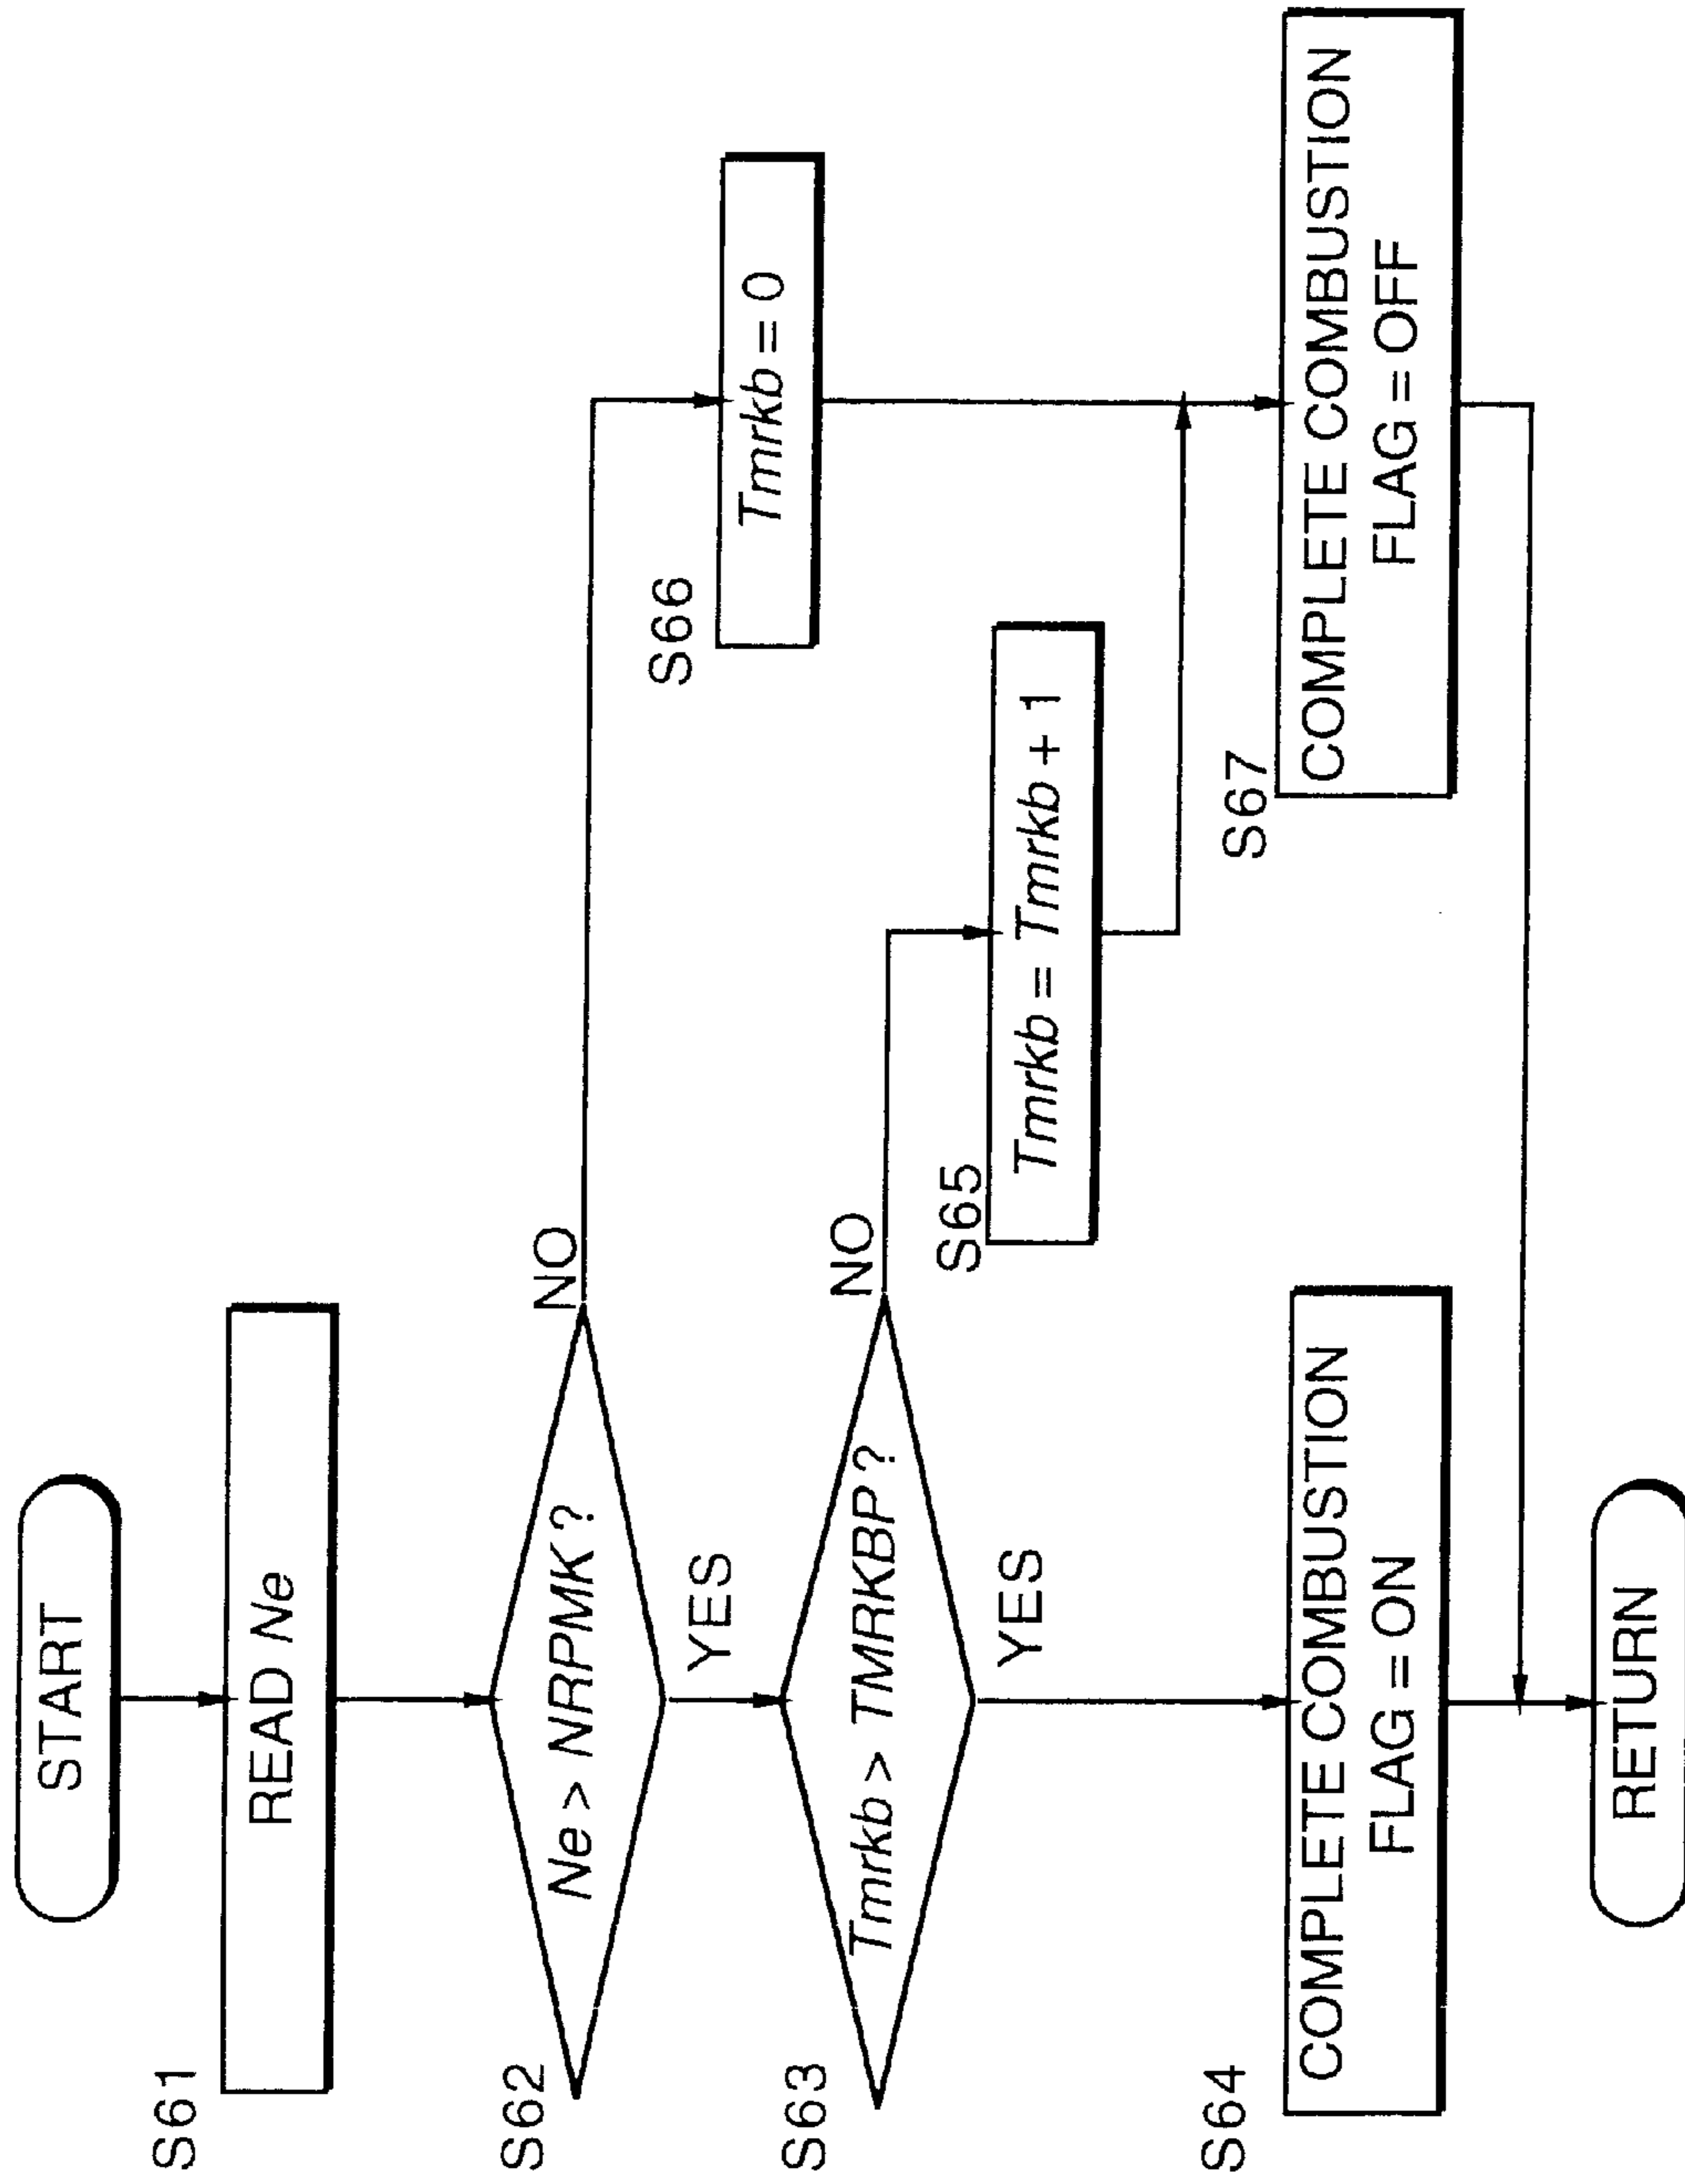 START
S61
READ Ne
S62
Ne > NRPMK?
NO
YES
S66
Tmrkb = 0
S63
Tmrkb > TMRKBP?
NO
YES
S65
Tmrkb = Tmrkb + 1
S64
COMPLETE COMBUSTION
FLAG = ON
S67
COMPLETE COMBUSTION
FLAG = OFF
RETURN